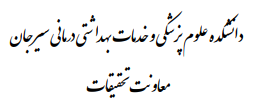 دانشکده علوم پزشکی و خدمات بهداشتی درمانی سیرجان
معاونت تحقیقات